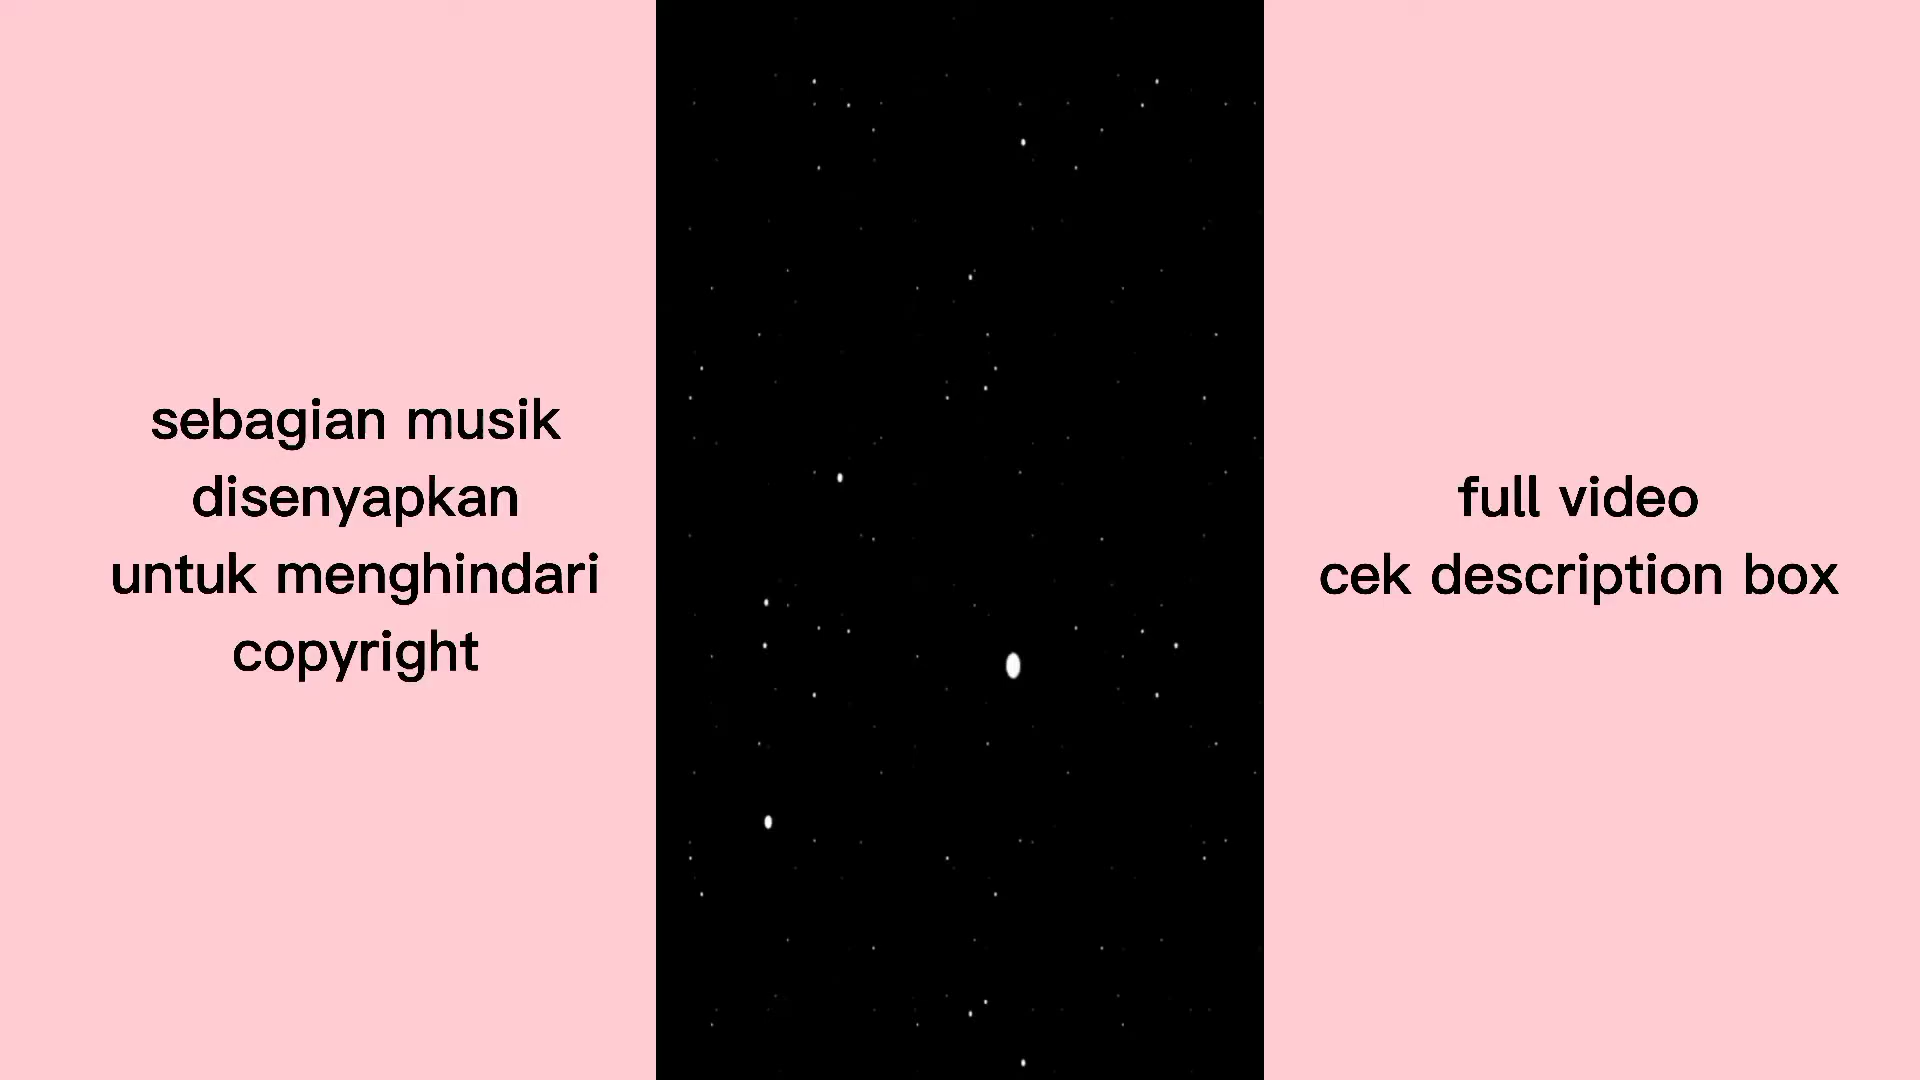 sebagian musik
disenyapkan
untuk menghindari
copyright
full video
cek description box